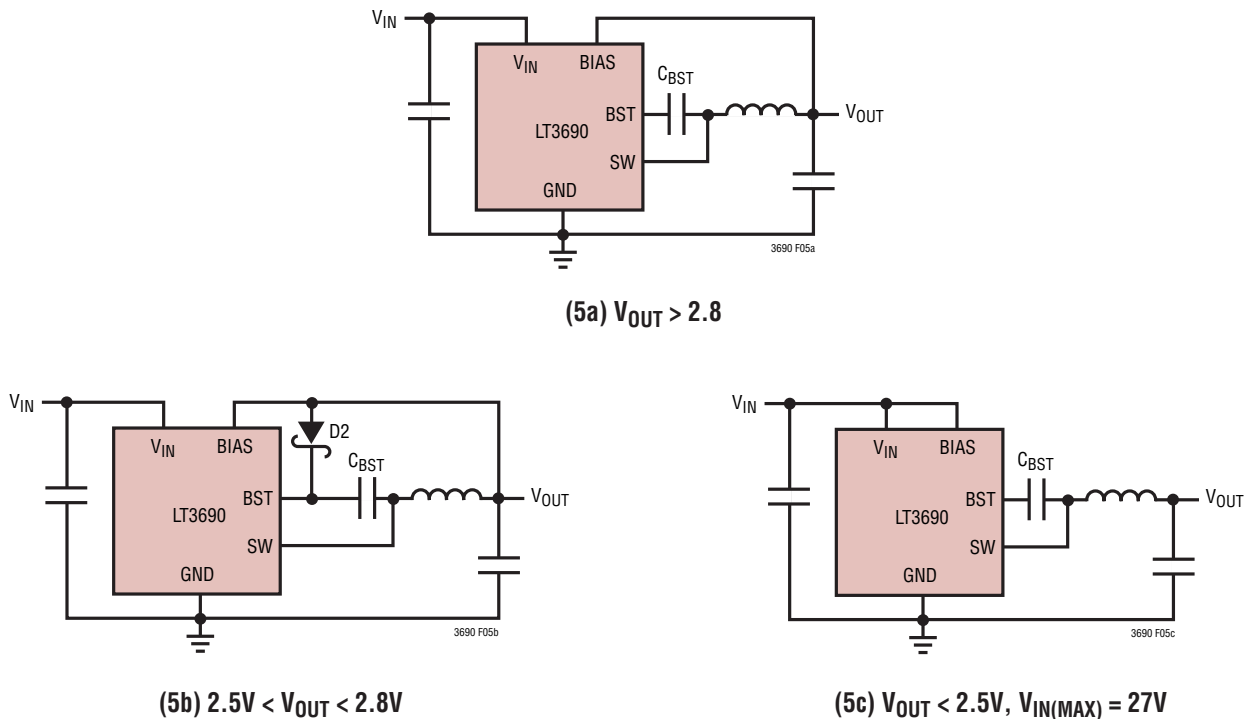 V_IN
V_IN BIAS
C_BST
BST
V_OUT
LT3690
SW
GND
3690 F05a
(5a) V_OUT > 2.8
V_IN
V_IN BIAS
D2
C_BST
BST
V_OUT
LT3690
SW
GND
3690 F05b
(5b) 2.5V < V_OUT < 2.8V
V_IN
V_IN BIAS
C_BST
BST
V_OUT
LT3690
SW
GND
3690 F05c
(5c) V_OUT < 2.5V, V_IN(MAX) = 27V